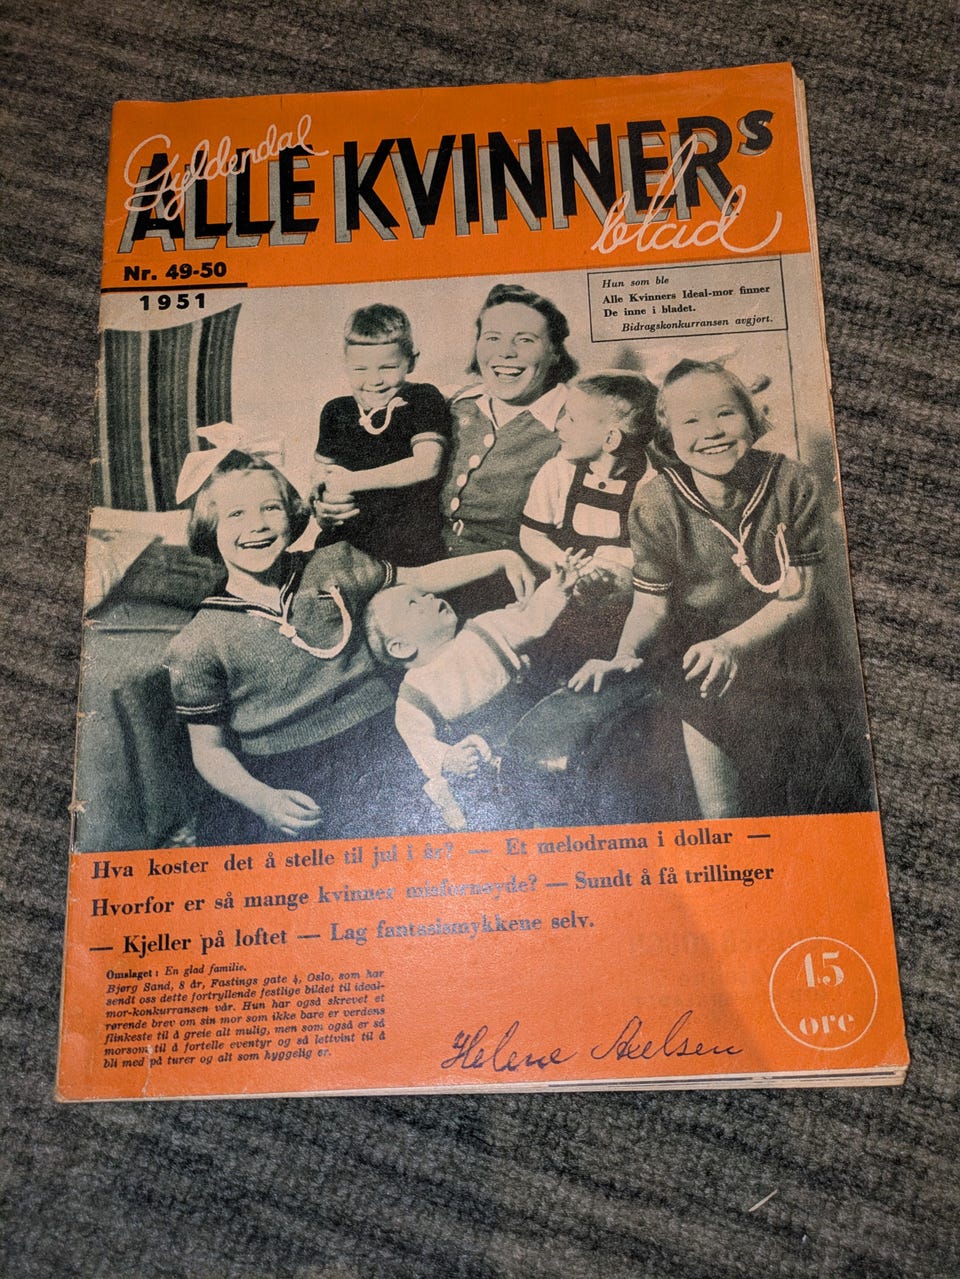 Gyldendal
ALLE KVINNERS
blad
Nr. 49-50
1951
Hun som ble
Alle Kvinners Ideal-mor finner
De inne i bladet.
Bidragskonkurransen avgjort.
Hva koster det å stelle til jul i år? — Et melodrama i dollar —
Hvorfor er så mange kvinner misfornøyde? — Sundt å få trillinger
— Kjeller på loftet — Lag fantasismykkene selv.
Omslaget: En glad familie.
Bjørg Sand, 8 år, Fastings gate 4, Oslo, som har
sendt oss dette fortryllende festlige bildet til ideal-
mor-konkurransen vår. Hun har også skrevet et
rørende brev om sin mor som ikke bare er verdens
flinkeste til å greie alt mulig, men som også er så
morsom til å fortelle eventyr og så lettvint til å
bli med på turer og alt som hyggelig er.
45
øre
Helene